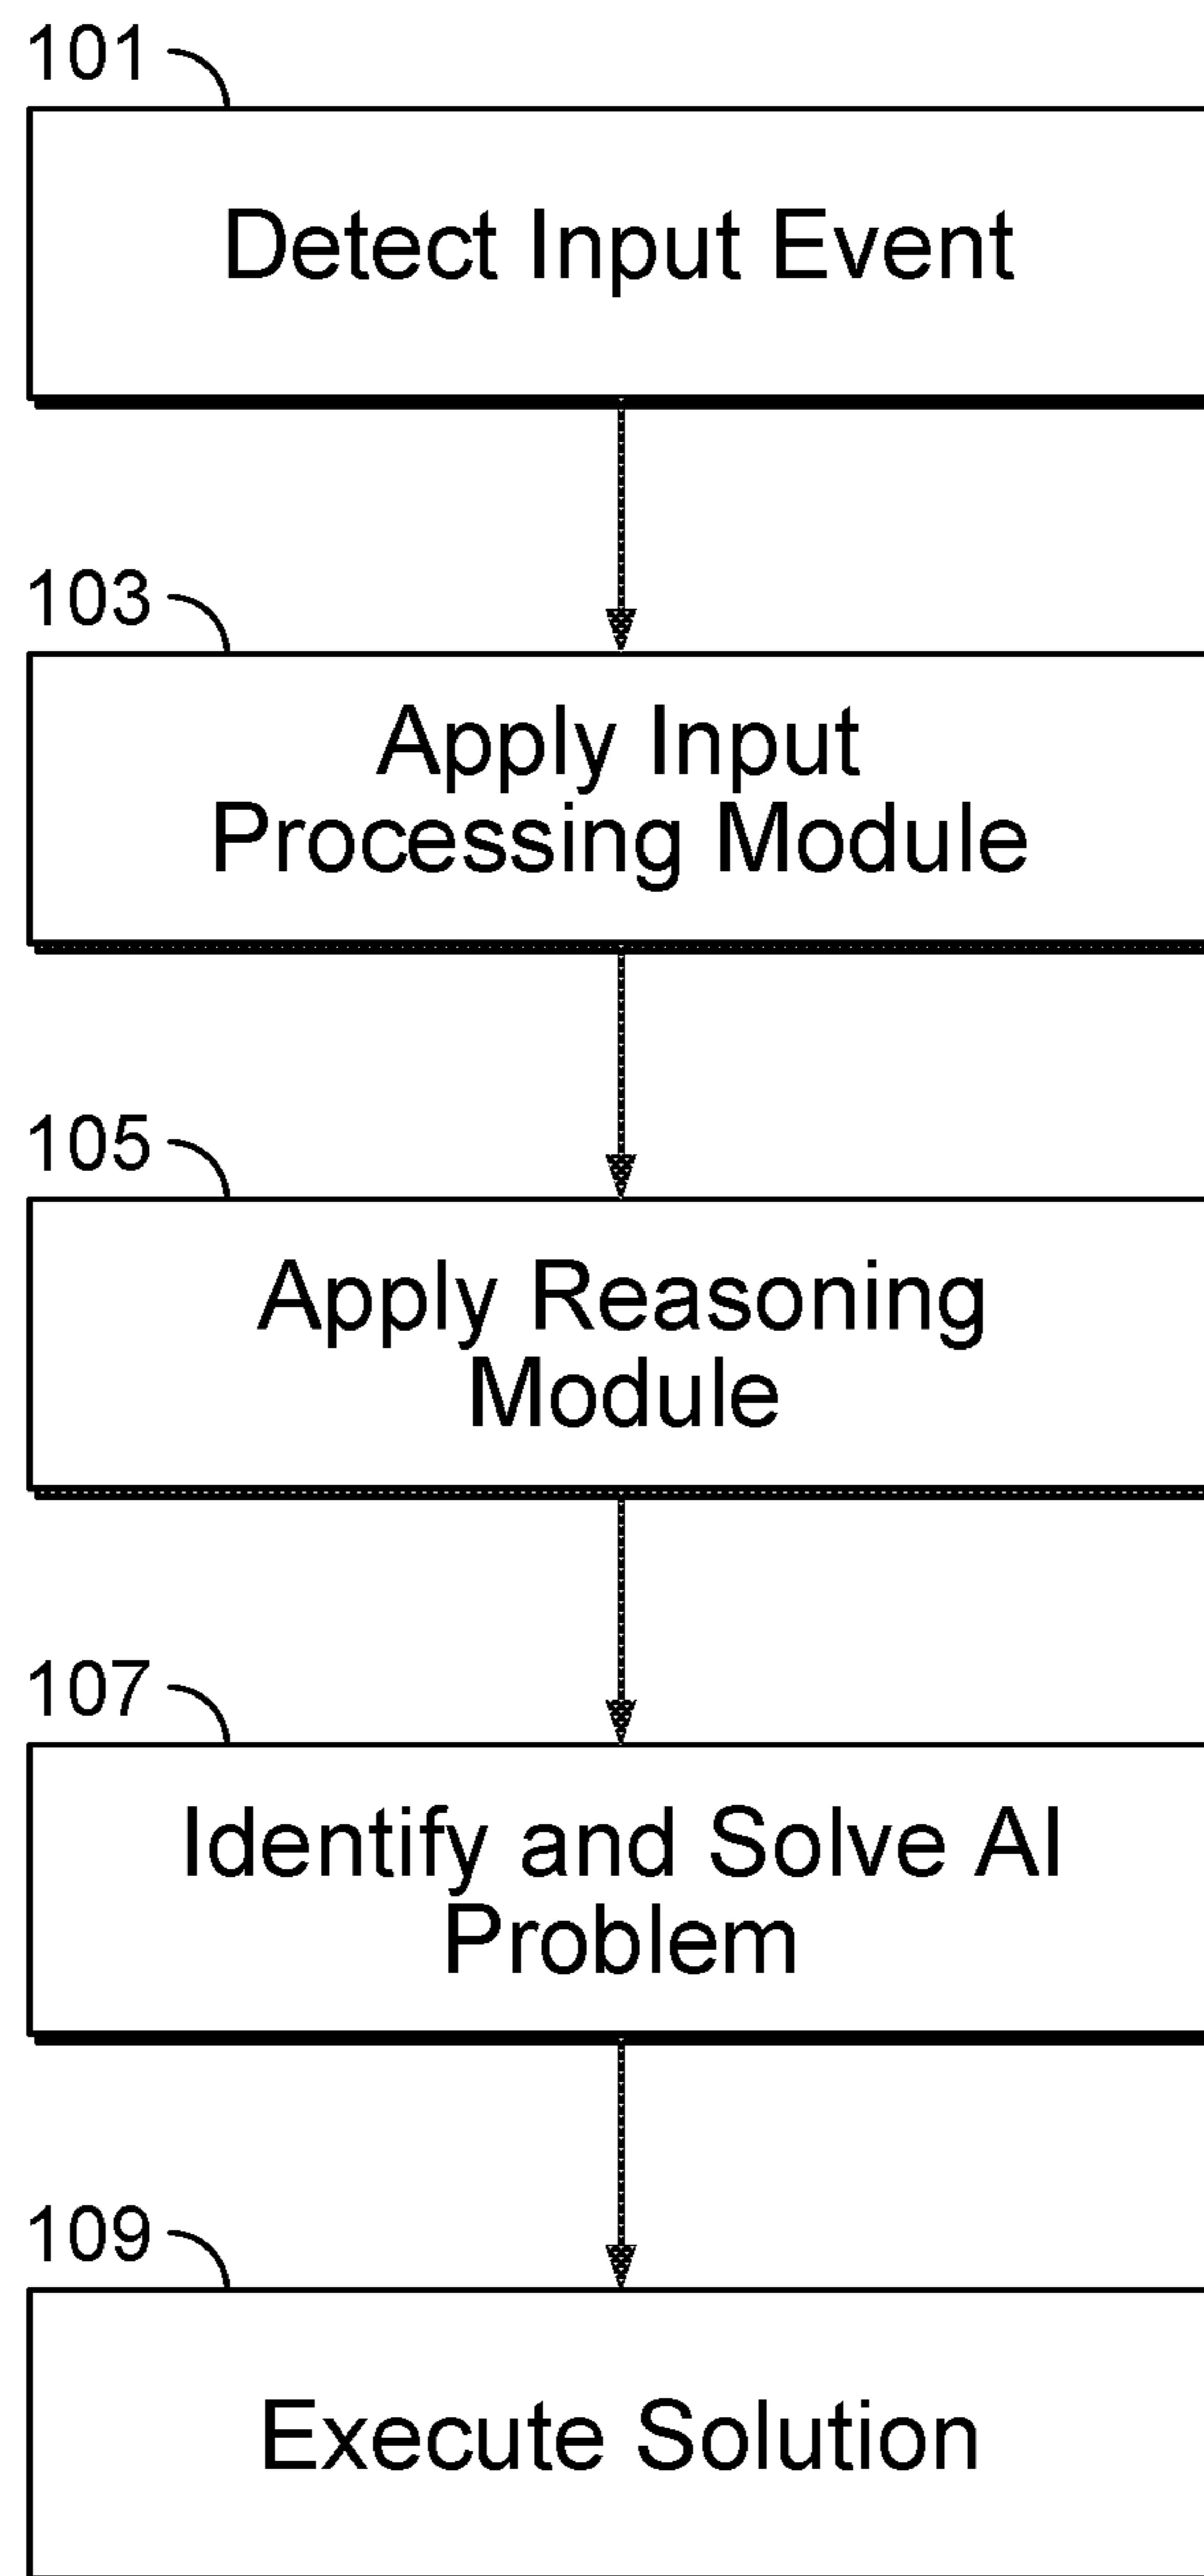 101
Detect Input Event
103
Apply Input
Processing Module
105
Apply Reasoning
Module
107
Identify and Solve AI
Problem
109
Execute Solution